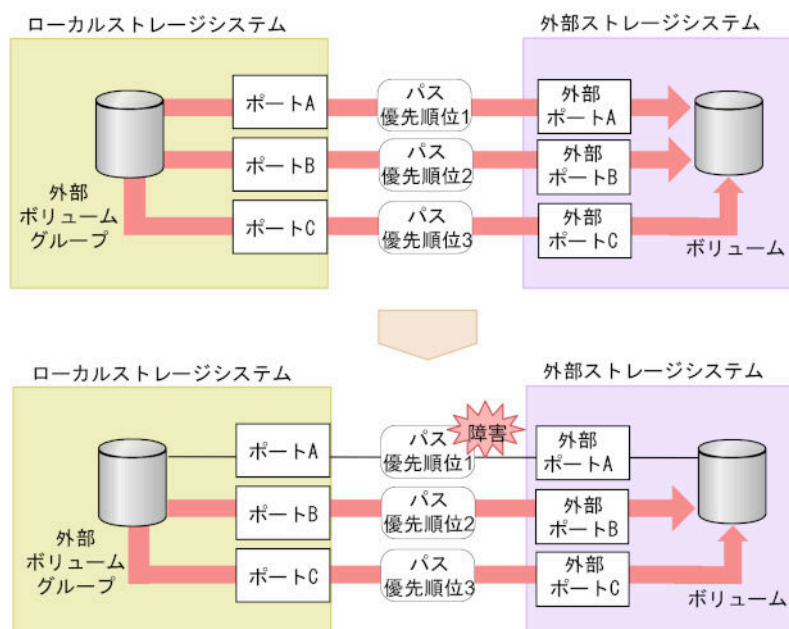 ローカルストレージシステム
外部ストレージシステム
ポートA
パス
優先順位1
外部
ポートA
ポートB
パス
優先順位2
外部
ポートB
ポートC
パス
優先順位3
外部
ポートC
外部
ボリューム
グループ
ボリューム
ローカルストレージシステム
外部ストレージシステム
障害
ポートA
パス
優先順位1
外部
ポートA
ポートB
パス
優先順位2
外部
ポートB
ポートC
パス
優先順位3
外部
ポートC
外部
ボリューム
グループ
ボリューム